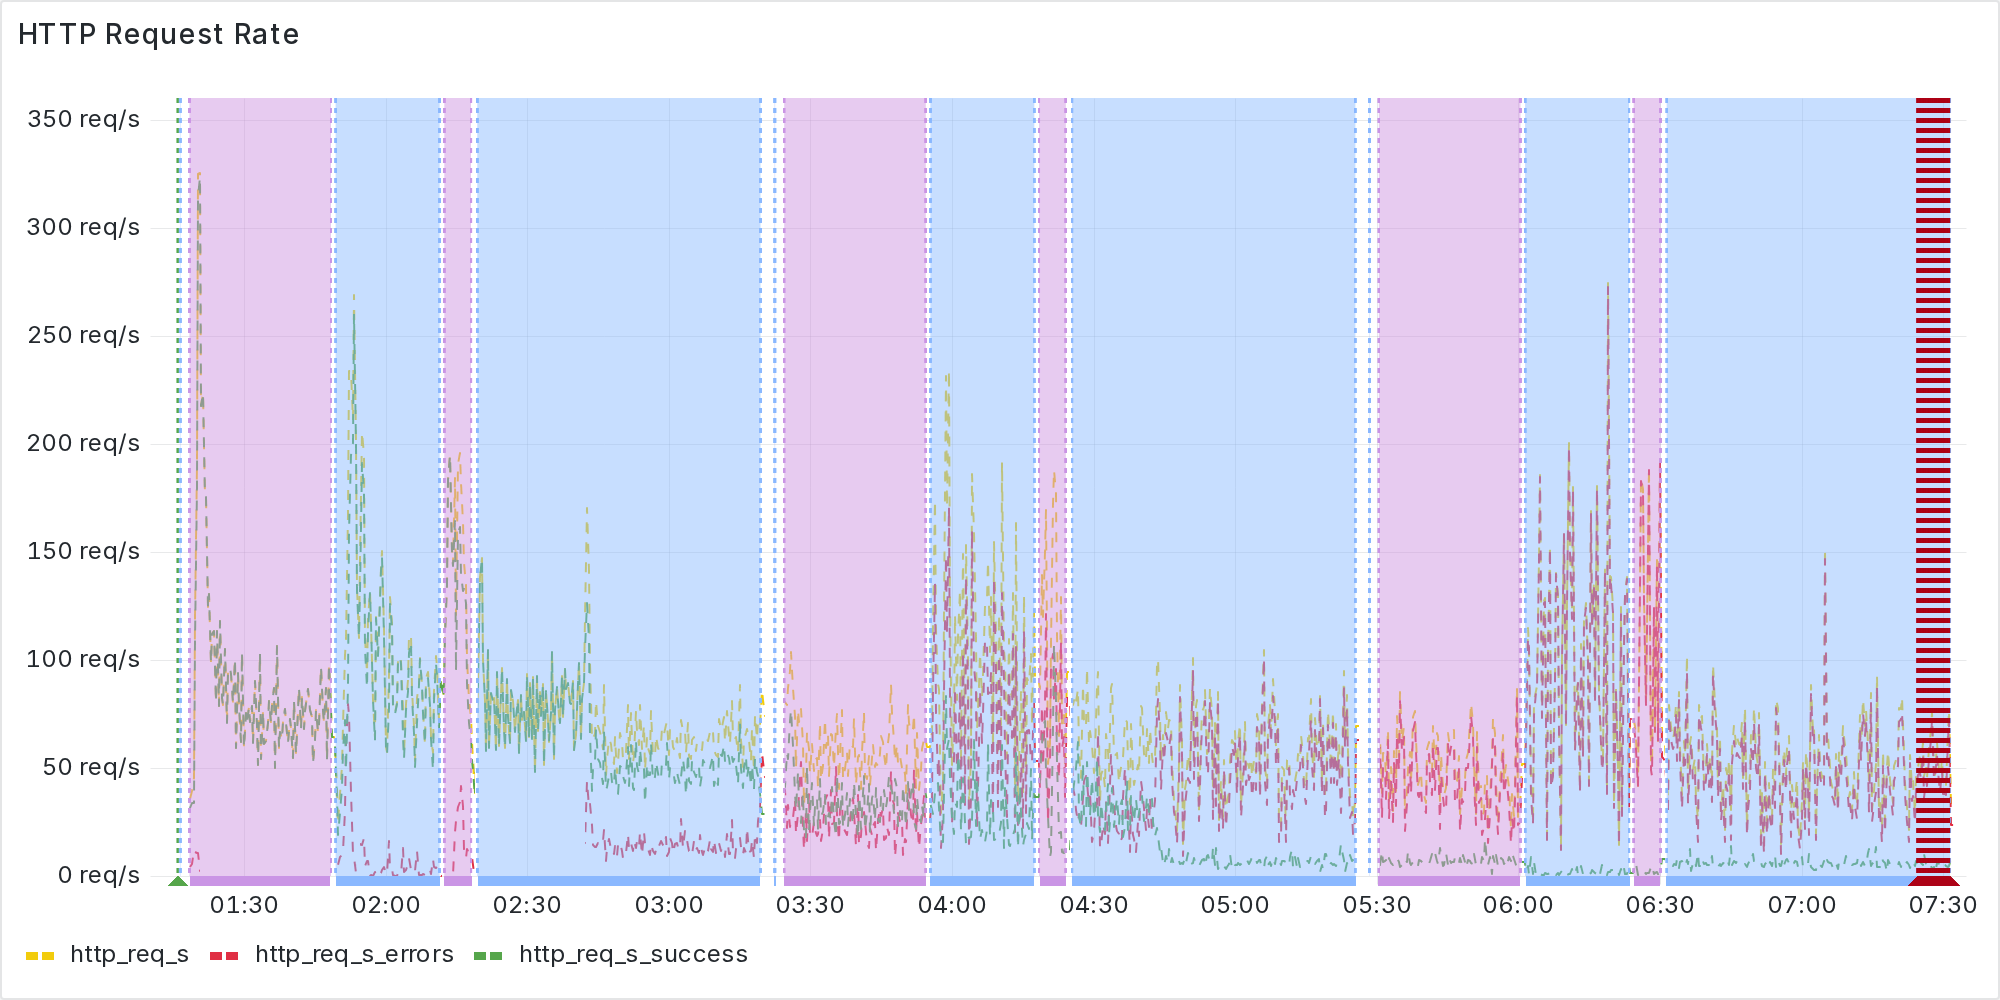 HTTP Request Rate
350 req/s
300 req/s
250 req/s
200 req/s
150 req/s
100 req/s
50 req/s
0 req/s
01:30 02:00 02:30 03:00 03:30 04:00 04:30 05:00 05:30 06:00 06:30 07:00 07:30
http_req_s http_req_s_errors http_req_s_success